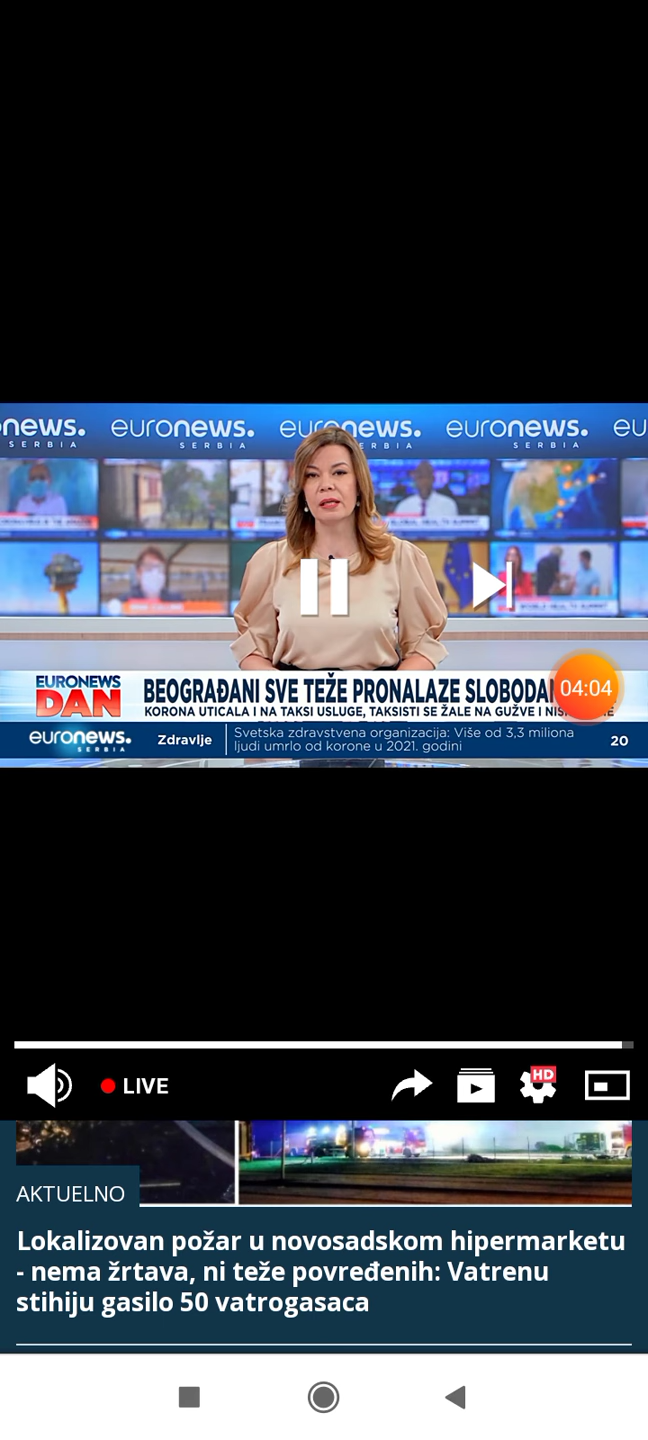 news.
SERBIA
euronews.
SERBIA
euronews.
SERBIA
euronews.
SERBIA
eu
EURONEWS
DAN
BEOGRAĐANI SVE TEŽE PRONALAZE
04:04
KORONA UTICALA I NA TAKSI USLUGE, TAKSISTI SE ŽALE NA GUŽVE I
euronews.
SERBIA
Zdravlje
Svetska zdravstvena organizacija: Više od 3,3 miliona
ljudi umrlo od korone u 2021. godini
20
LIVE
HD
AKTUELNO
Lokalizovan požar u novosadskom hipermarketu
- nema žrtava, ni teže povređenih: Vatrenu
stihiju gasilo 50 vatrogasaca